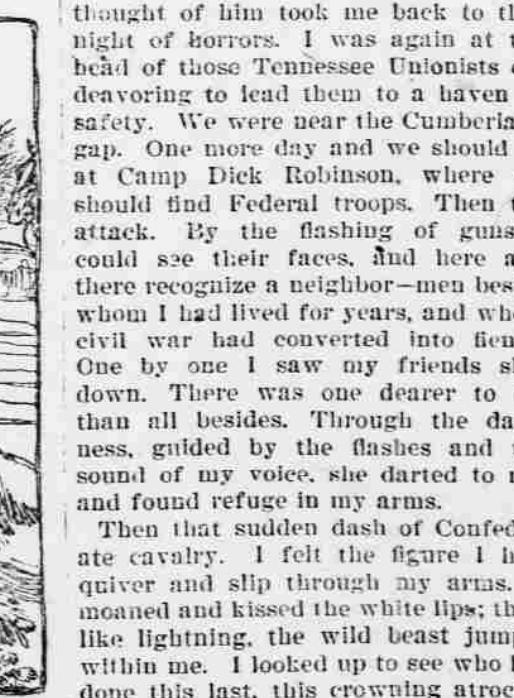 thought of him took me back to th
night of horrors. I was again at t
head of those Tennessee Unionists e
deavoring to lead them to a haven
safety. We were near the Cumberla
gap. One more day and we should
at Camp Dick Robinson, where
should find Federal troops. Then t
attack. By the flashing of guns
could see their faces, and here a
there recognize a neighbor—men besi
whom I had lived for years, and who
civil war had converted into fien
One by one I saw my friends sh
down. There was one dearer to
than all besides. Through the da
ness, guided by the flashes and
sound of my voice, she darted to m
and found refuge in my arms.
Then that sudden dash of Confed
ate cavalry. I felt the figure I h
quiver and slip through my arms.
moaned and kissed the white lips; th
like lightning, the wild beast jump
within me. I looked up to see who h
done this last, this crowning atroc